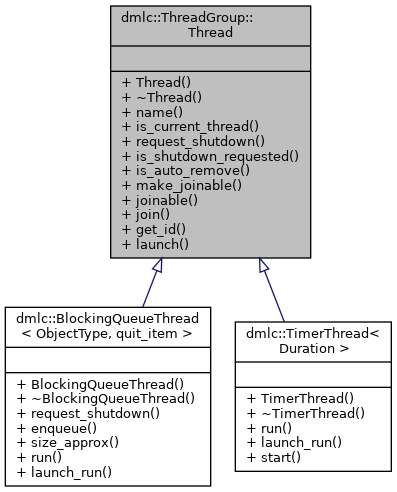 dmlc::ThreadGroup::
Thread
+ Thread()
+ ~Thread()
+ name()
+ is_current_thread()
+ request_shutdown()
+ is_shutdown_requested()
+ is_auto_remove()
+ make_joinable()
+ joinable()
+ join()
+ get_id()
+ launch()
dmlc::BlockingQueueThread
< ObjectType, quit_item >
+ BlockingQueueThread()
+ ~BlockingQueueThread()
+ request_shutdown()
+ enqueue()
+ size_approx()
+ run()
+ launch_run()
dmlc::TimerThread<
Duration >
+ TimerThread()
+ ~TimerThread()
+ run()
+ launch_run()
+ start()